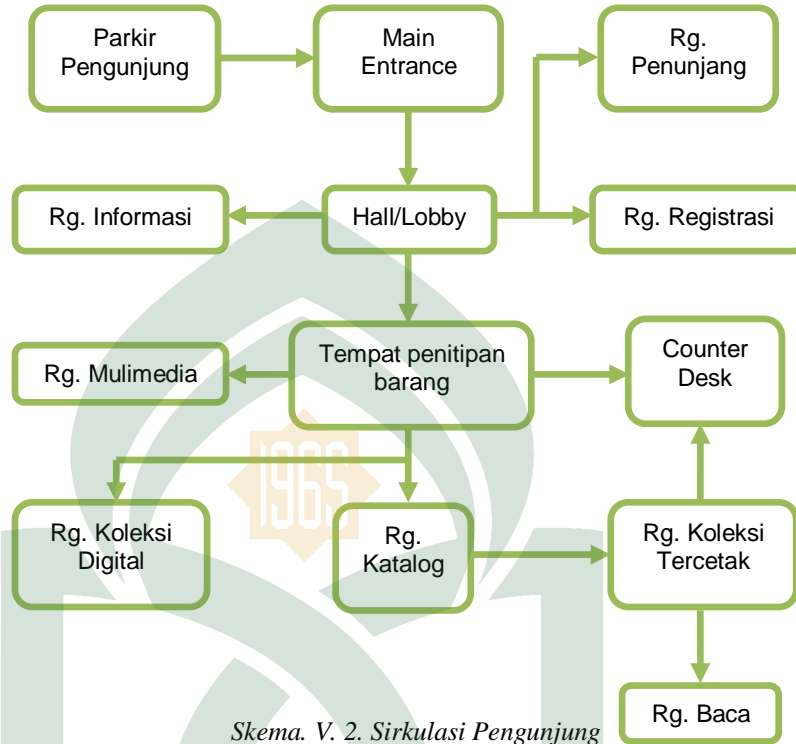 Parkir
Pengunjung
Main
Entrance
Rg.
Penunjang
Rg. Informasi
Hall/Lobby
Rg. Registrasi
Rg. Mulimedia
Tempat penitipan
barang
Counter
Desk
1965
Rg. Koleksi
Digital
Rg.
Katalog
Rg. Koleksi
Tercetak
Rg. Baca
Skema. V. 2. Sirkulasi Pengunjung